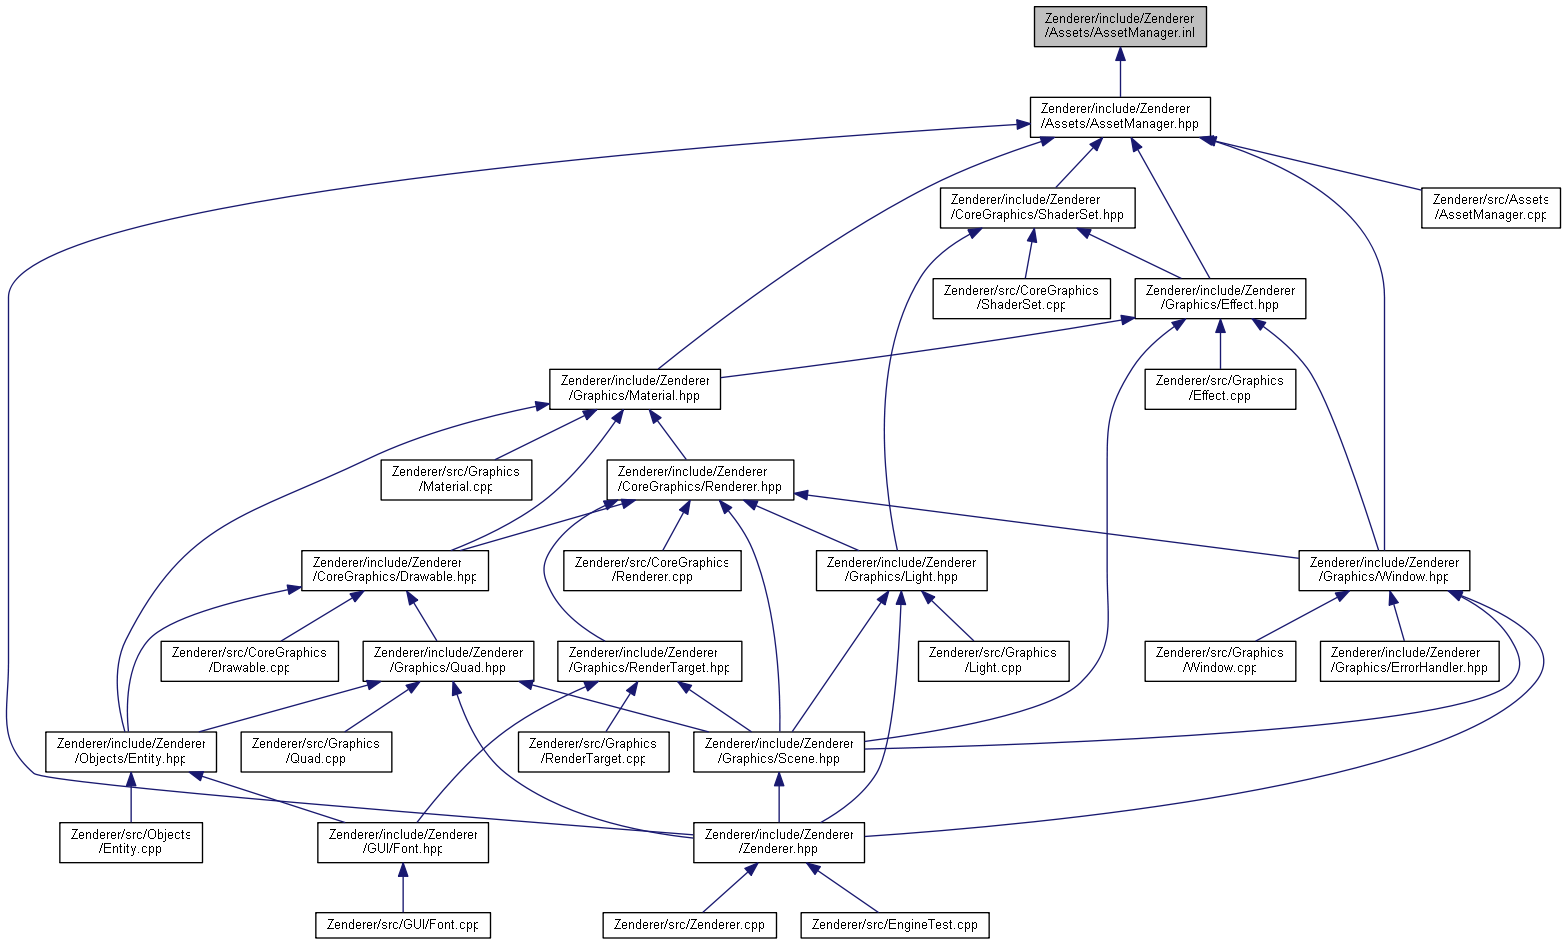 Zenderer/include/Zenderer
/Assets/AssetManager.inl
Zenderer/include/Zenderer
/Assets/AssetManager.hpp
Zenderer/include/Zenderer
/CoreGraphics/ShaderSet.hpp
Zenderer/src/Assets
/AssetManager.cpp
Zenderer/src/CoreGraphics
/ShaderSet.cpp
Zenderer/include/Zenderer
/Graphics/Effect.hpp
Zenderer/include/Zenderer
/Graphics/Material.hpp
Zenderer/src/Graphics
/Effect.cpp
Zenderer/src/Graphics
/Material.cpp
Zenderer/include/Zenderer
/CoreGraphics/Renderer.hpp
Zenderer/include/Zenderer
/CoreGraphics/Drawable.hpp
Zenderer/src/CoreGraphics
/Renderer.cpp
Zenderer/include/Zenderer
/Graphics/Light.hpp
Zenderer/include/Zenderer
/Graphics/Window.hpp
Zenderer/src/CoreGraphics
/Drawable.cpp
Zenderer/include/Zenderer
/Graphics/Quad.hpp
Zenderer/include/Zenderer
/Graphics/RenderTarget.hpp
Zenderer/src/Graphics
/Light.cpp
Zenderer/src/Graphics
/Window.cpp
Zenderer/include/Zenderer
/Graphics/ErrorHandler.hpp
Zenderer/include/Zenderer
/Objects/Entity.hpp
Zenderer/src/Graphics
/Quad.cpp
Zenderer/src/Graphics
/RenderTarget.cpp
Zenderer/include/Zenderer
/Graphics/Scene.hpp
Zenderer/src/Objects
/Entity.cpp
Zenderer/include/Zenderer
/GUI/Font.hpp
Zenderer/include/Zenderer
/Zenderer.hpp
Zenderer/src/GUI/Font.cpp
Zenderer/src/Zenderer.cpp
Zenderer/src/EngineTest.cpp